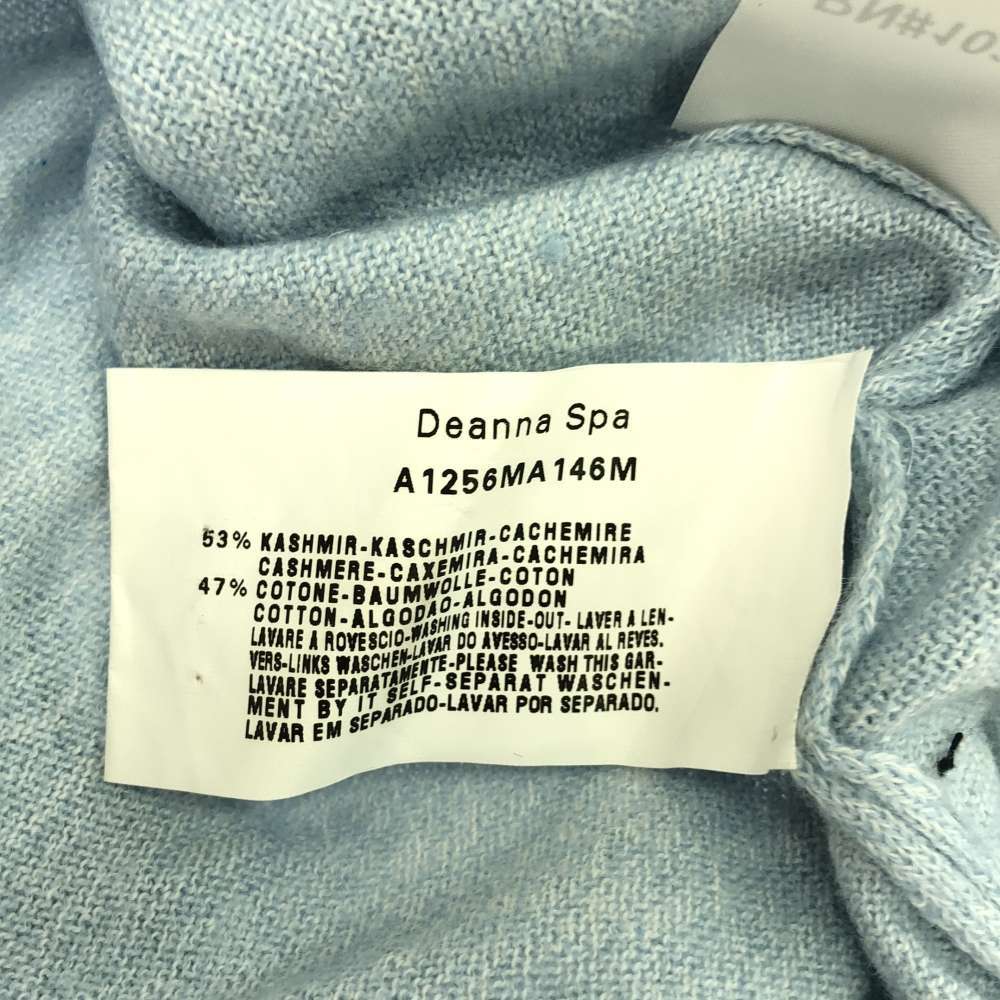 RN#103
Deanna Spa
A1256MA146M
53% KASHMIR-KASCHMIR-CACHEMIRE
CASHMERE-CAXEMIRA-CACHEMIRA
47% COTONE-BAUMWOLLE-COTON
COTTON-ALGODAO-ALGODON
LAVARE A ROVESCIO-WASHING INSIDE-OUT- LAVER A LEN-
VERS-LINKS WASCHEN-LAVAR DO AVESSO-LAVAR AL REVES.
LAVARE SEPARATAMENTE-PLEASE WASH THIS GAR-
MENT BY IT SELF-SEPARAT WASCHEN-
LAVAR EM SEPARADO-LAVAR POR SEPARADO.